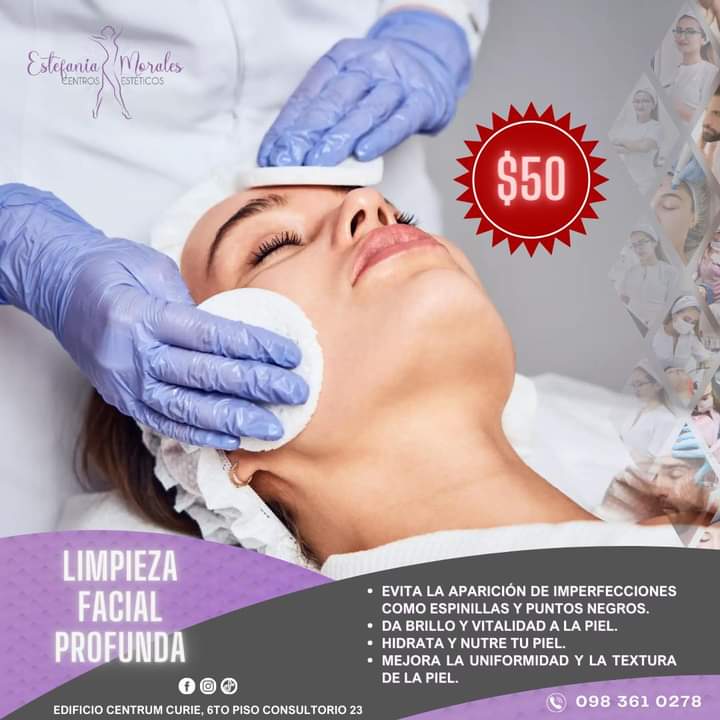 Estefanía Morales
CENTROS ESTÉTICOS
$50
LIMPIEZA
FACIAL
PROFUNDA
• EVITA LA APARICIÓN DE IMPERFECCIONES
COMO ESPINILLAS Y PUNTOS NEGROS.
• DA BRILLO Y VITALIDAD A LA PIEL.
• HIDRATA Y NUTRE TU PIEL.
• MEJORA LA UNIFORMIDAD Y LA TEXTURA
DE LA PIEL.
EDIFICIO CENTRUM CURIE, 6TO PISO CONSULTORIO 23
098 361 0278